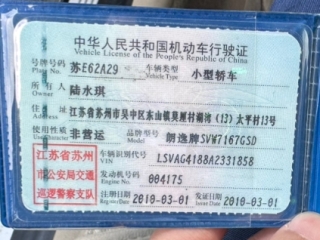 中华人民共和国机动车行驶证
Vehicle License of the People's Republic of China
号牌号码 苏E62A29 车辆类型 小型轿车
Plate No. Vehicle Type
所有人 陆水琪
Owner
住址 江苏省苏州市吴中区东山镇莫厘村湖湾(13)太平村13号
Address
使用性质 非营运 品牌型号 朗逸牌SVW7167GSD
江苏省苏州 车辆识别代号 LSVAG4188A2331858
VIN
市公安局交通 发动机号码 004175
Engine No.
巡逻警察支队 注册日期 2010-03-01 发证日期 2010-03-01
Register Date Issue Date